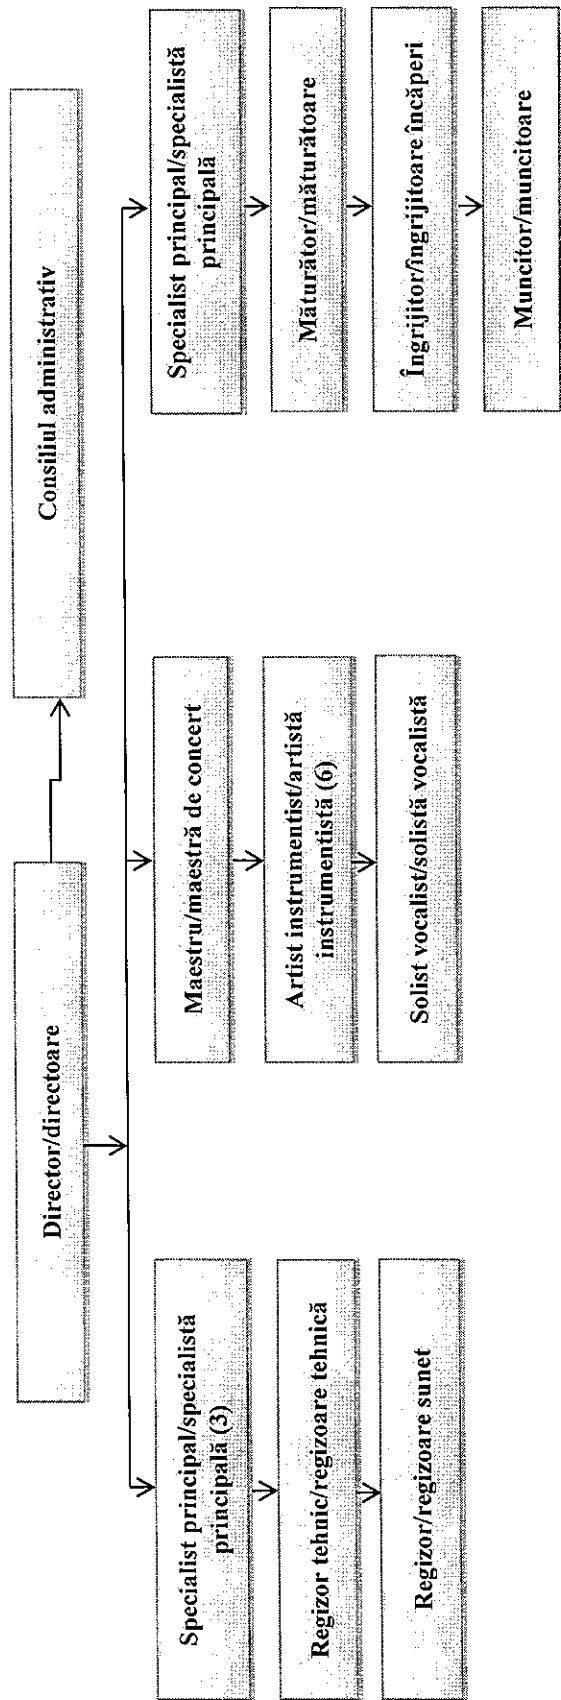 Director/directoare
Consiliul administrativ
Specialist principal/specialistă
principală (3)
Regizor tehnic/regizoare tehnică
Regizor/regizoare sunet
Maestru/maestră de concert
Artist instrumentist/artistă
instrumentistă (6)
Solist vocalist/solistă vocalistă
Specialist principal/specialistă
principală
Măturător/măturătoare
Îngrijitor/îngrijitoare încăperi
Muncitor/muncitoare